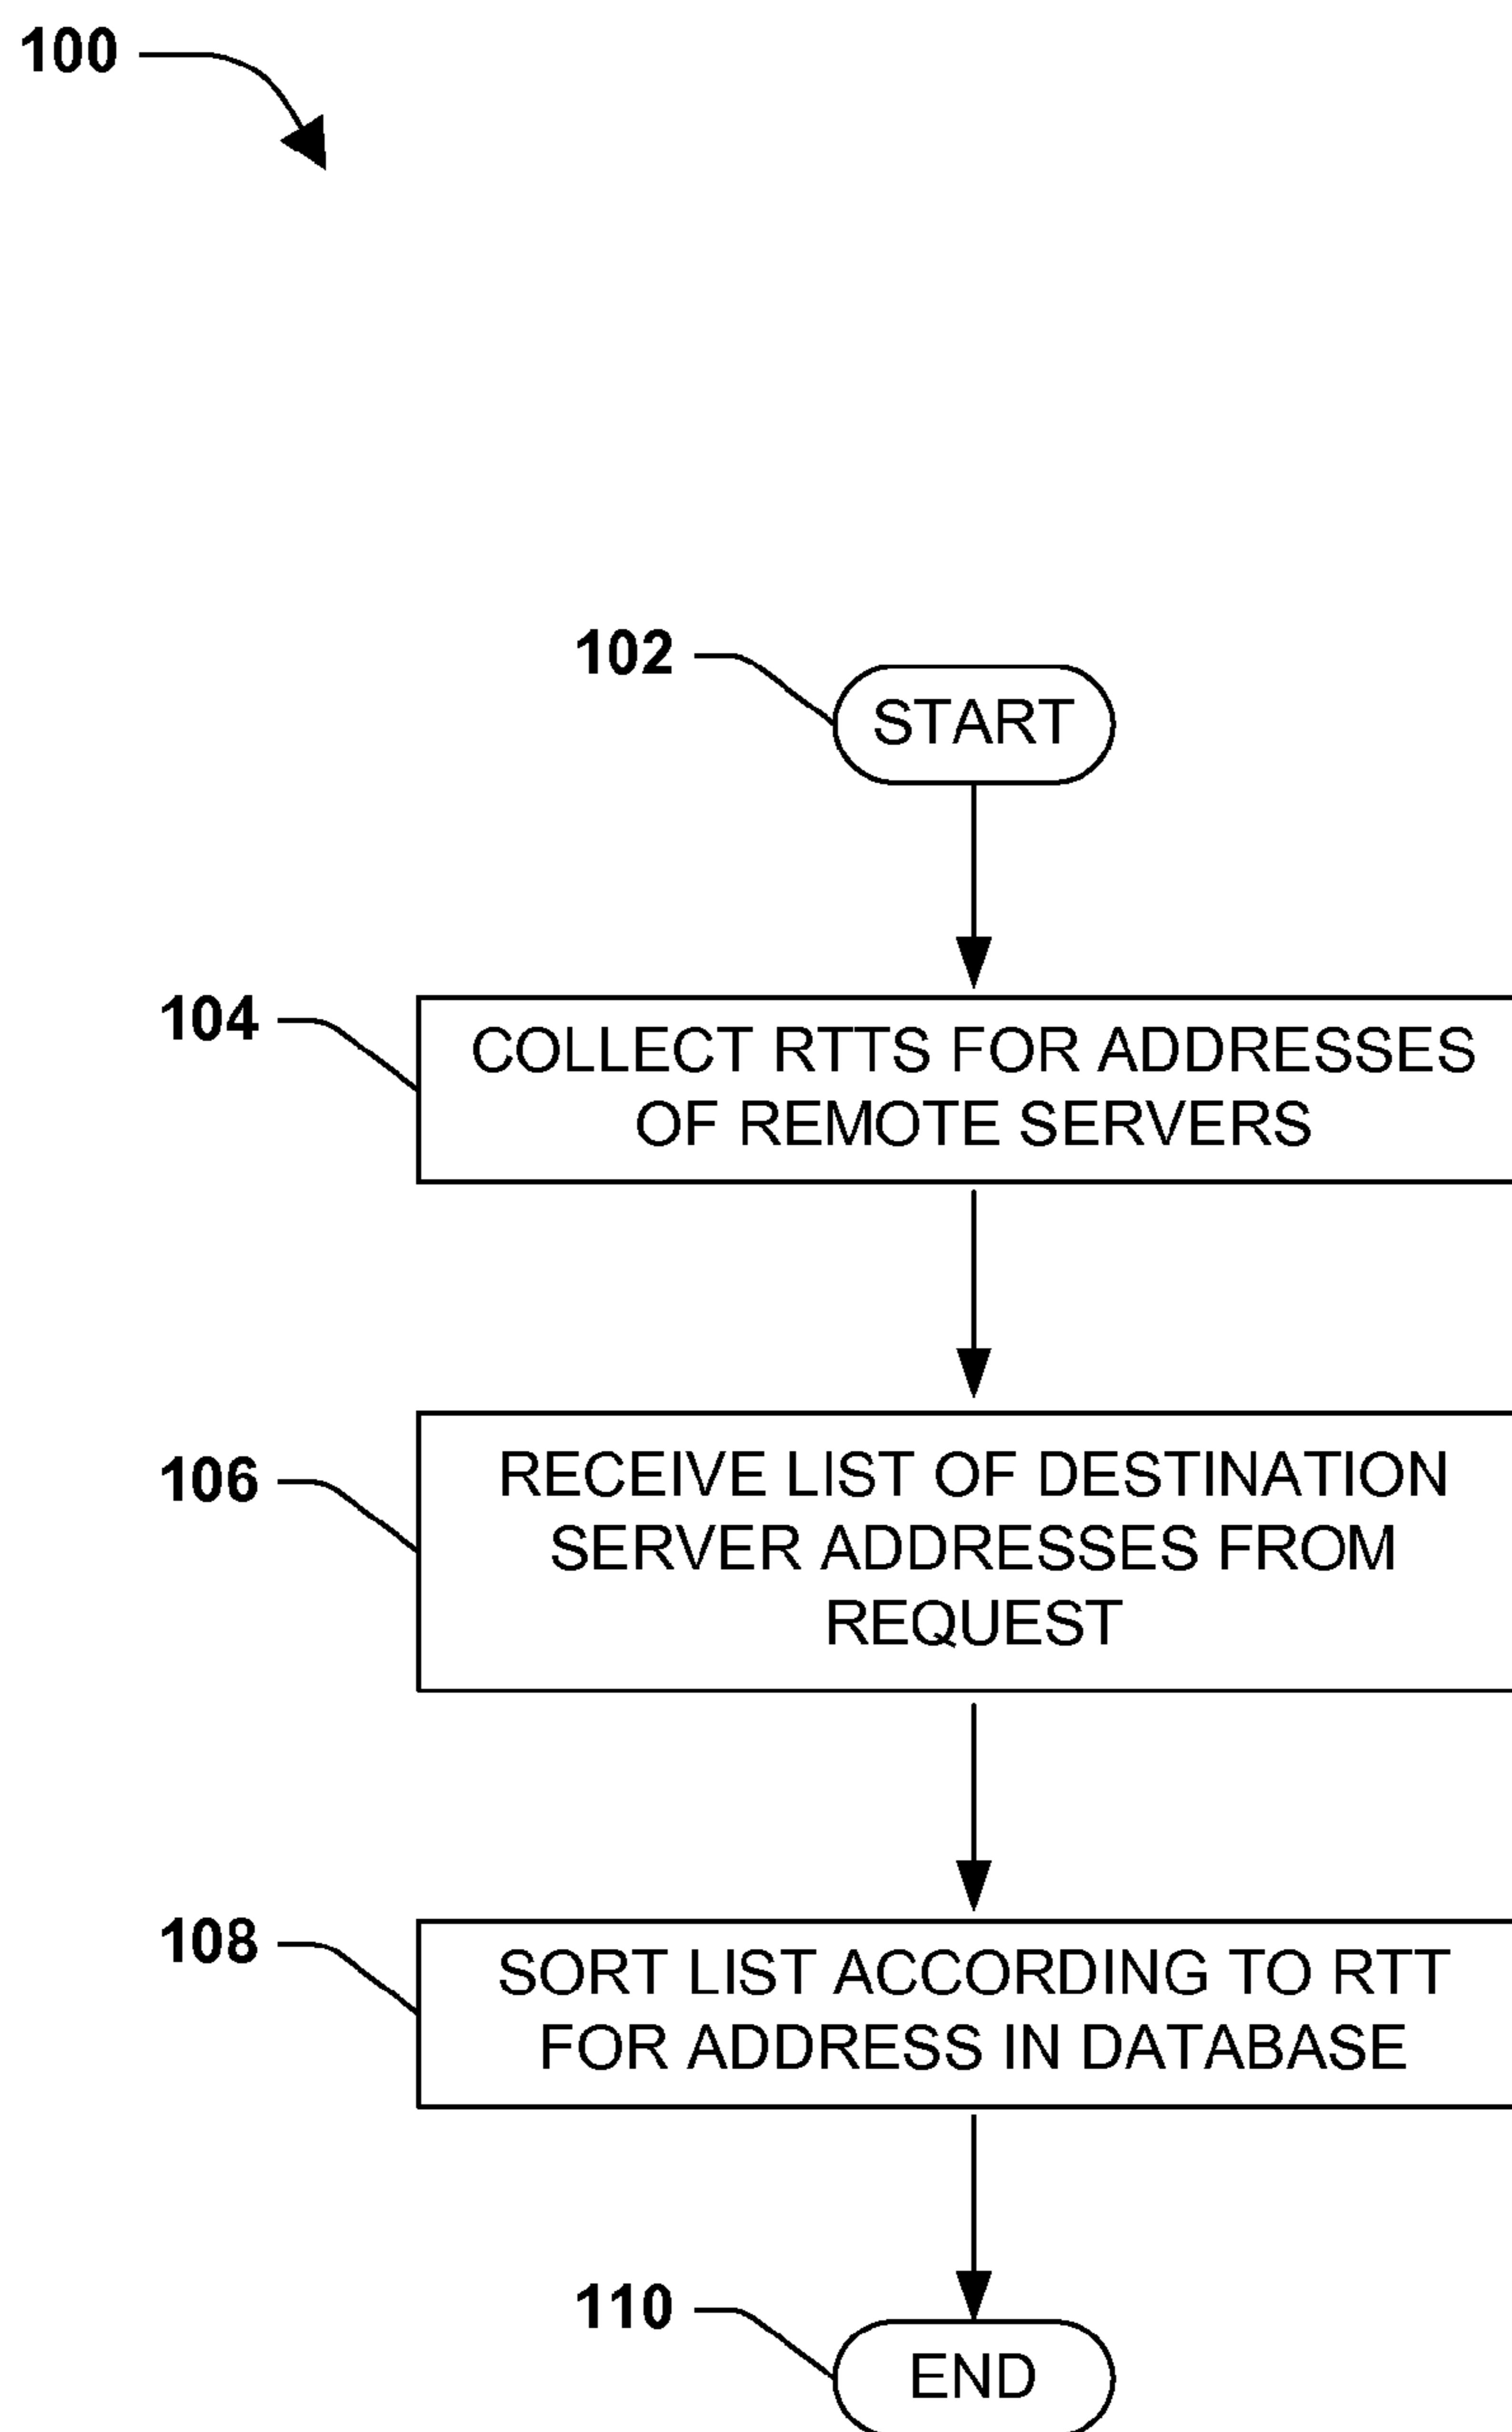 100
102
START
104
COLLECT RTTS FOR ADDRESSES
OF REMOTE SERVERS
106
RECEIVE LIST OF DESTINATION
SERVER ADDRESSES FROM
REQUEST
108
SORT LIST ACCORDING TO RTT
FOR ADDRESS IN DATABASE
110
END